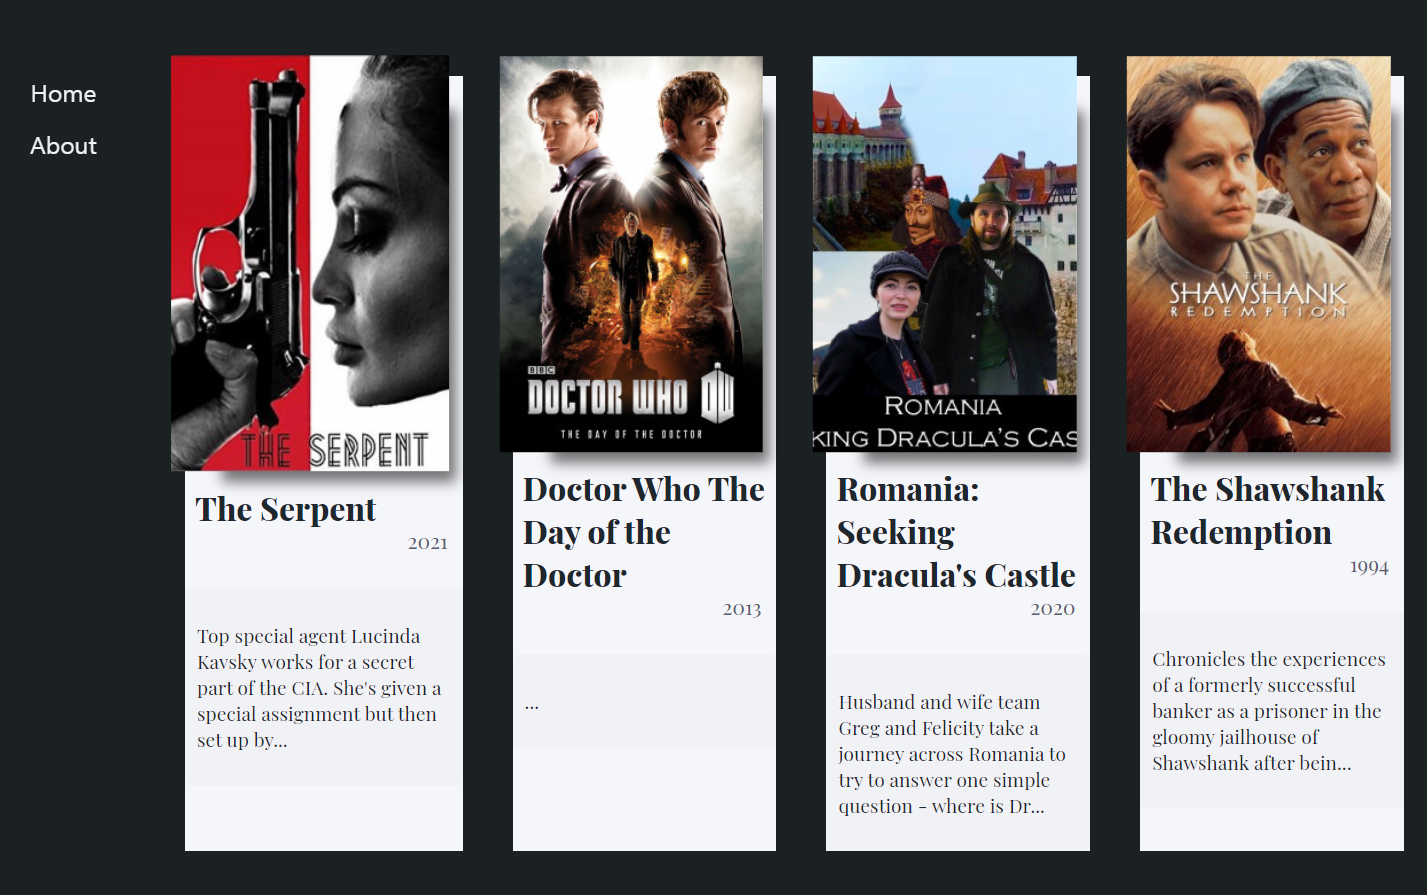 Home
About
THE SERPENT
The Serpent
2021
Top special agent Lucinda
Kavsky works for a secret
part of the CIA. She's given a
special assignment but then
set up by...
BBC
DOCTOR WHO DW
THE DAY OF THE DOCTOR
Doctor Who The
Day of the
Doctor
2013
...
ROMANIA
KING DRACULA'S CAS
Romania:
Seeking
Dracula's Castle
2020
Husband and wife team
Greg and Felicity take a
journey across Romania to
try to answer one simple
question - where is Dr...
THE
SHAWSHANK
REDEMPTION
The Shawshank
Redemption
1994
Chronicles the experiences
of a formerly successful
banker as a prisoner in the
gloomy jailhouse of
Shawshank after bein...